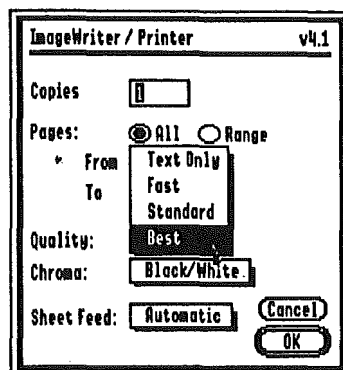 ImageWriter / Printer v4.1
Copies 1
Pages: All Range
* From Text Only
To Fast
Standard
Quality: Best
Chroma: Black/White
Sheet Feed: Automatic Cancel
OK